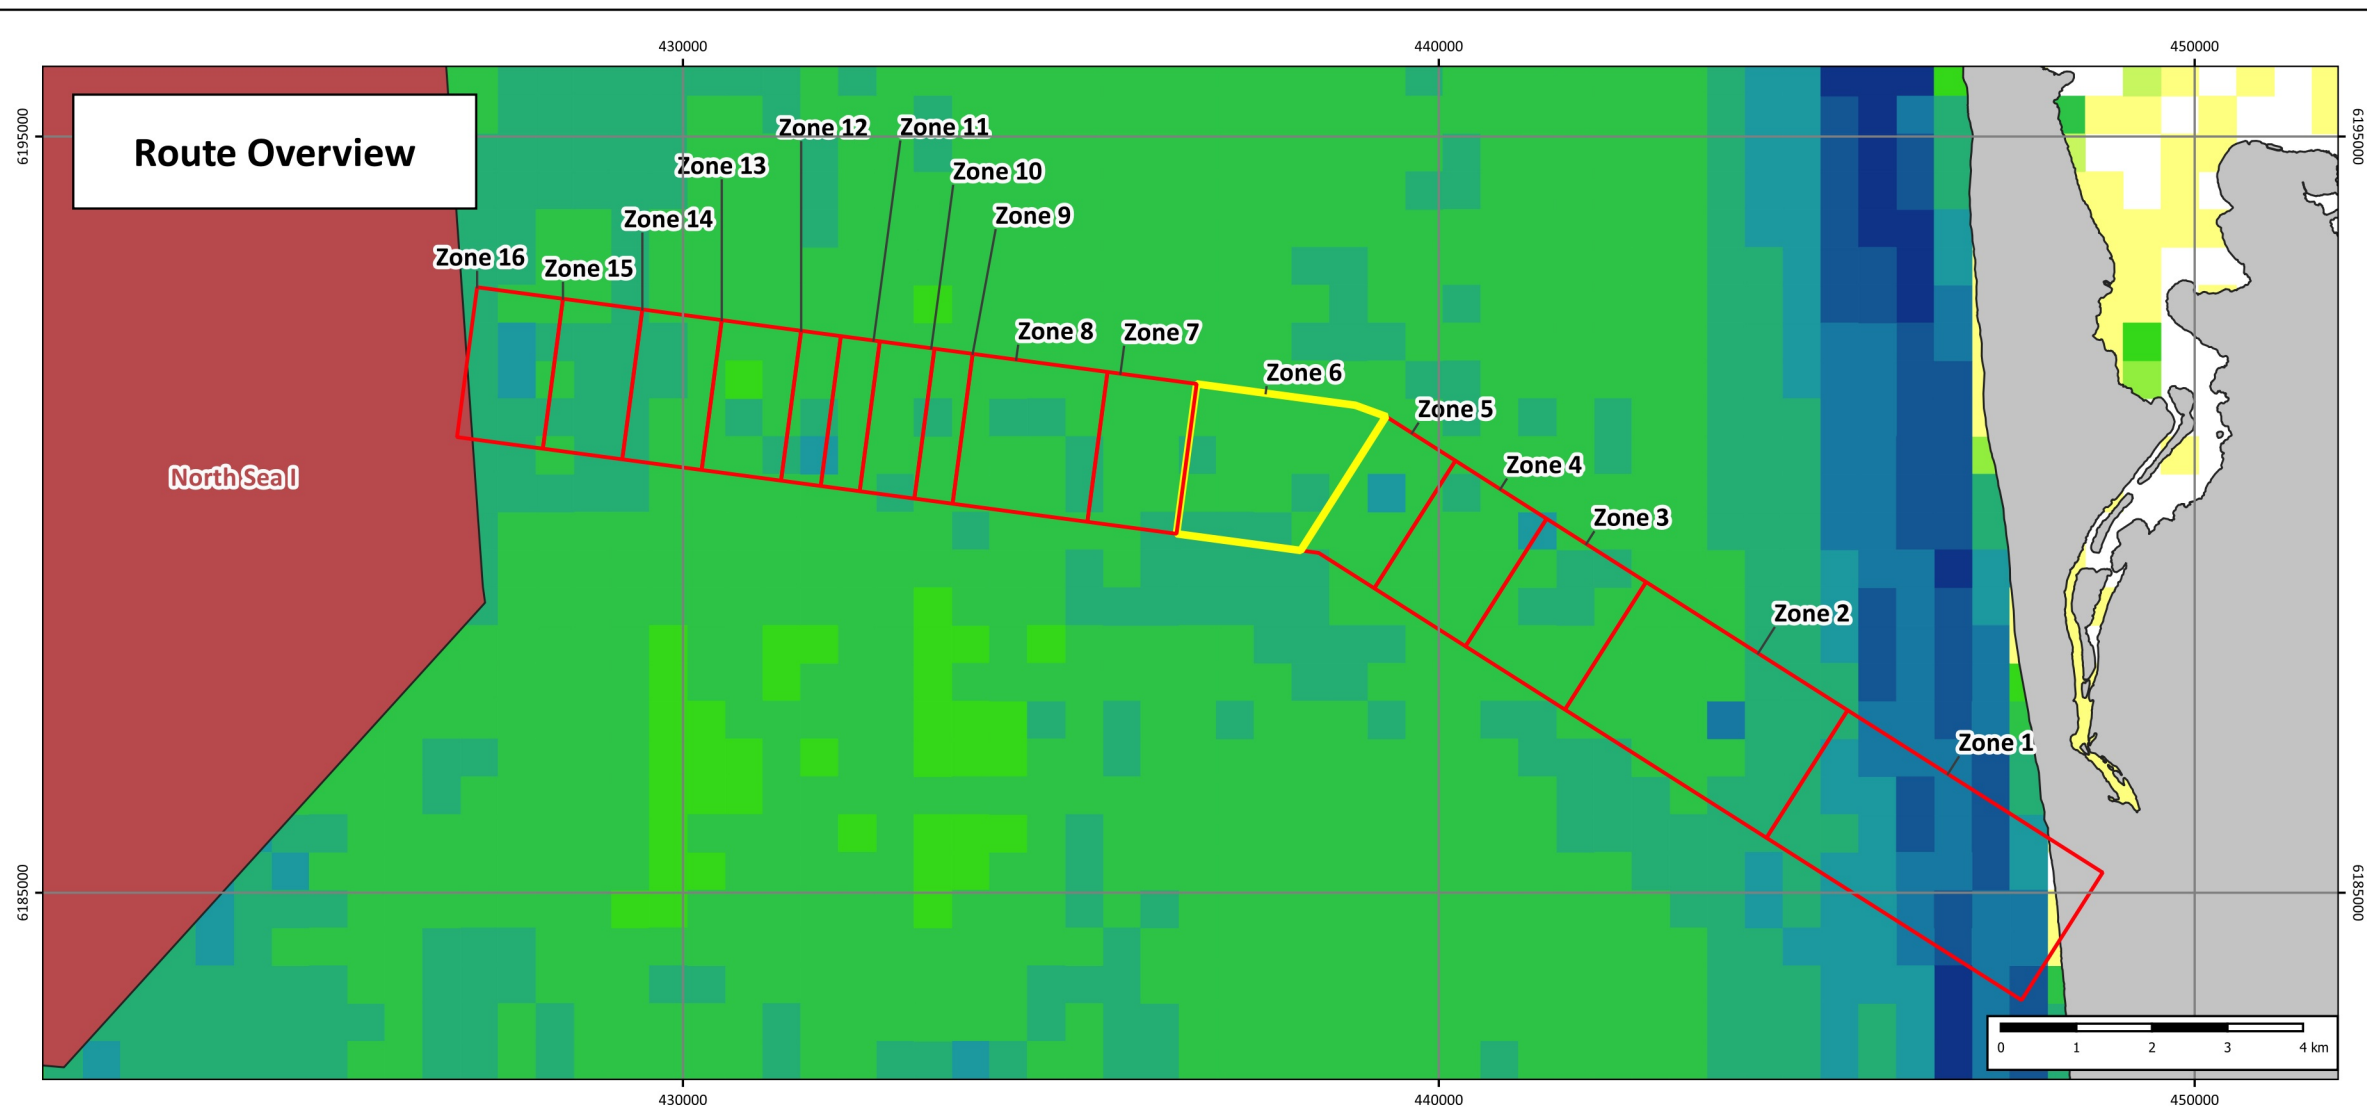 430000 440000 450000
6195000 6195000
Route Overview
Zone 12 Zone 11
Zone 13 Zone 10
Zone 14 Zone 9
Zone 16 Zone 15
Zone 8 Zone 7
Zone 6
Zone 5
Zone 4
North Sea I
Zone 3
Zone 2
Zone 1
6185000 6185000
0 1 2 3 4 km
430000 440000 450000